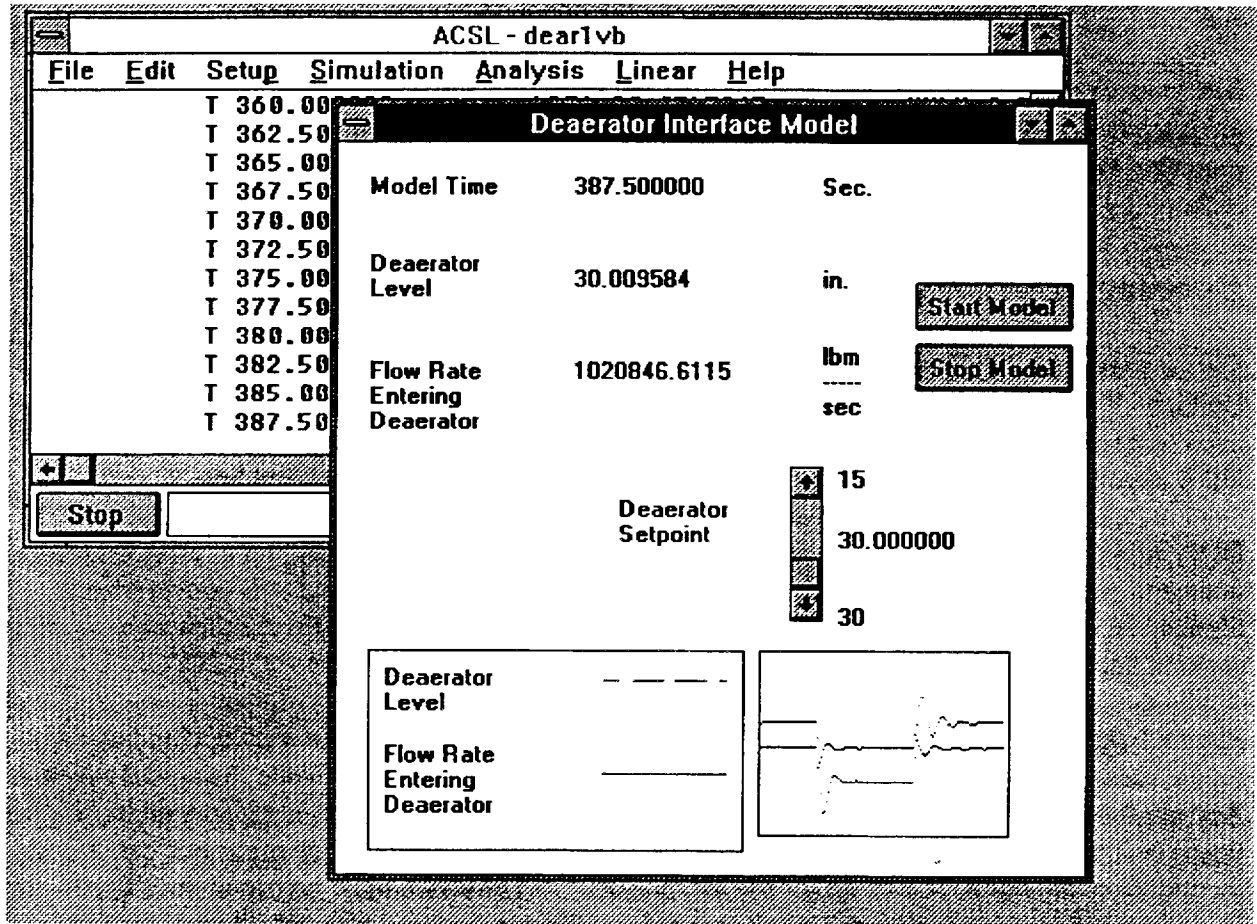 ACSL - dear1vb
File Edit Setup Simulation Analysis Linear Help
T 360.00
T 362.50
T 365.00
T 367.50
T 370.00
T 372.50
T 375.00
T 377.50
T 380.00
T 382.50
T 385.00
T 387.50
Stop
Deaerator Interface Model
Model Time 387.500000 Sec.
Deaerator
Level
30.009584 in.
Start Model
Flow Rate
Entering
Deaerator
1020846.6115
lbm
-----
sec
Stop Model
Deaerator
Setpoint
15
30.000000
30
Deaerator
Level
Flow Rate
Entering
Deaerator